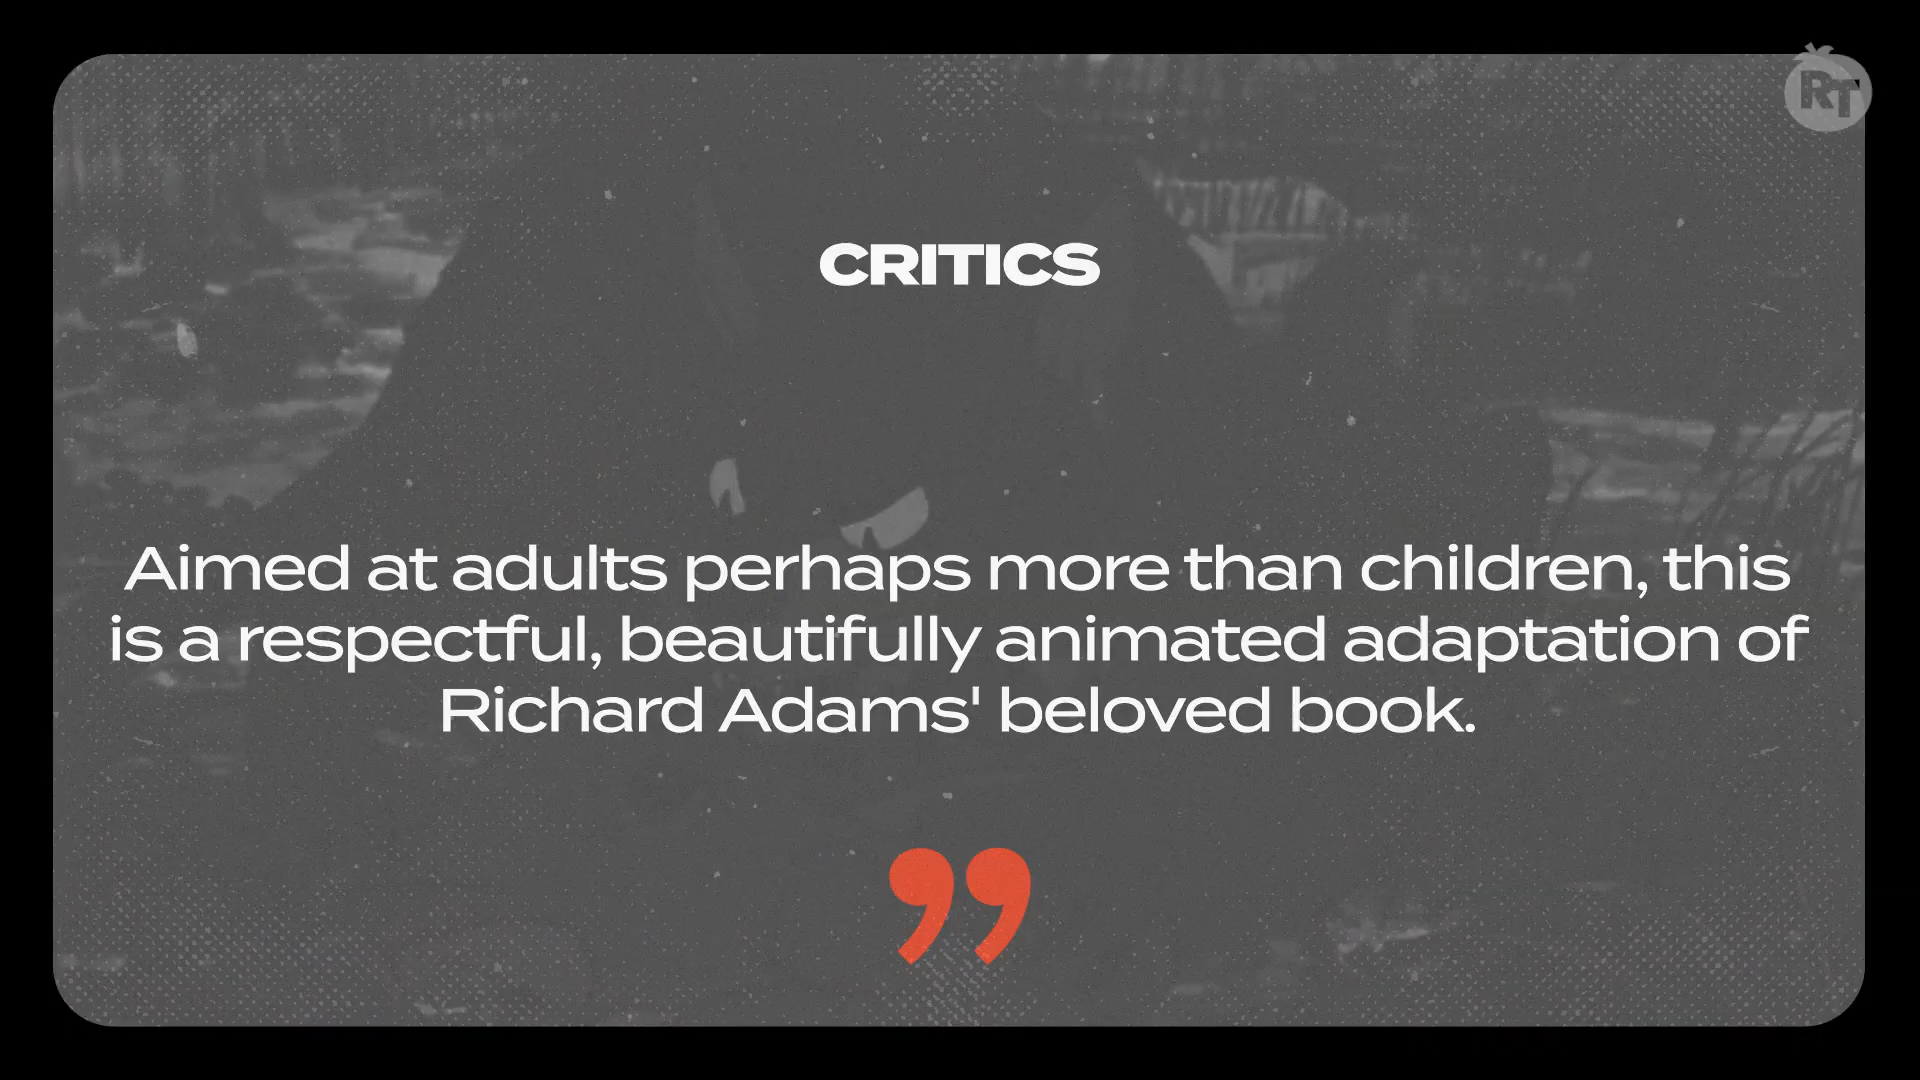 RT
CRITICS
Aimed at adults perhaps more than children, this
is a respectful, beautifully animated adaptation of
Richard Adams' beloved book.
”